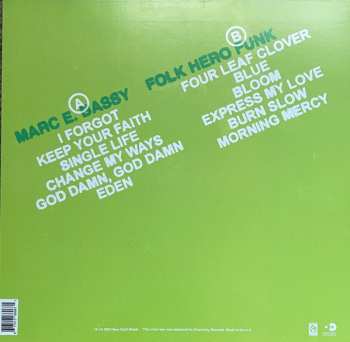 A
MARC E. BASSY
I FORGOT
KEEP YOUR FAITH
SINGLE LIFE
CHANGE MY WAYS
GOD DAMN, GOD DAMN
EDEN
B
FOLK HERO FUNK
FOUR LEAF CLOVER
BLUE
BLOOM
EXPRESS MY LOVE
BURN SLOW
MORNING MERCY